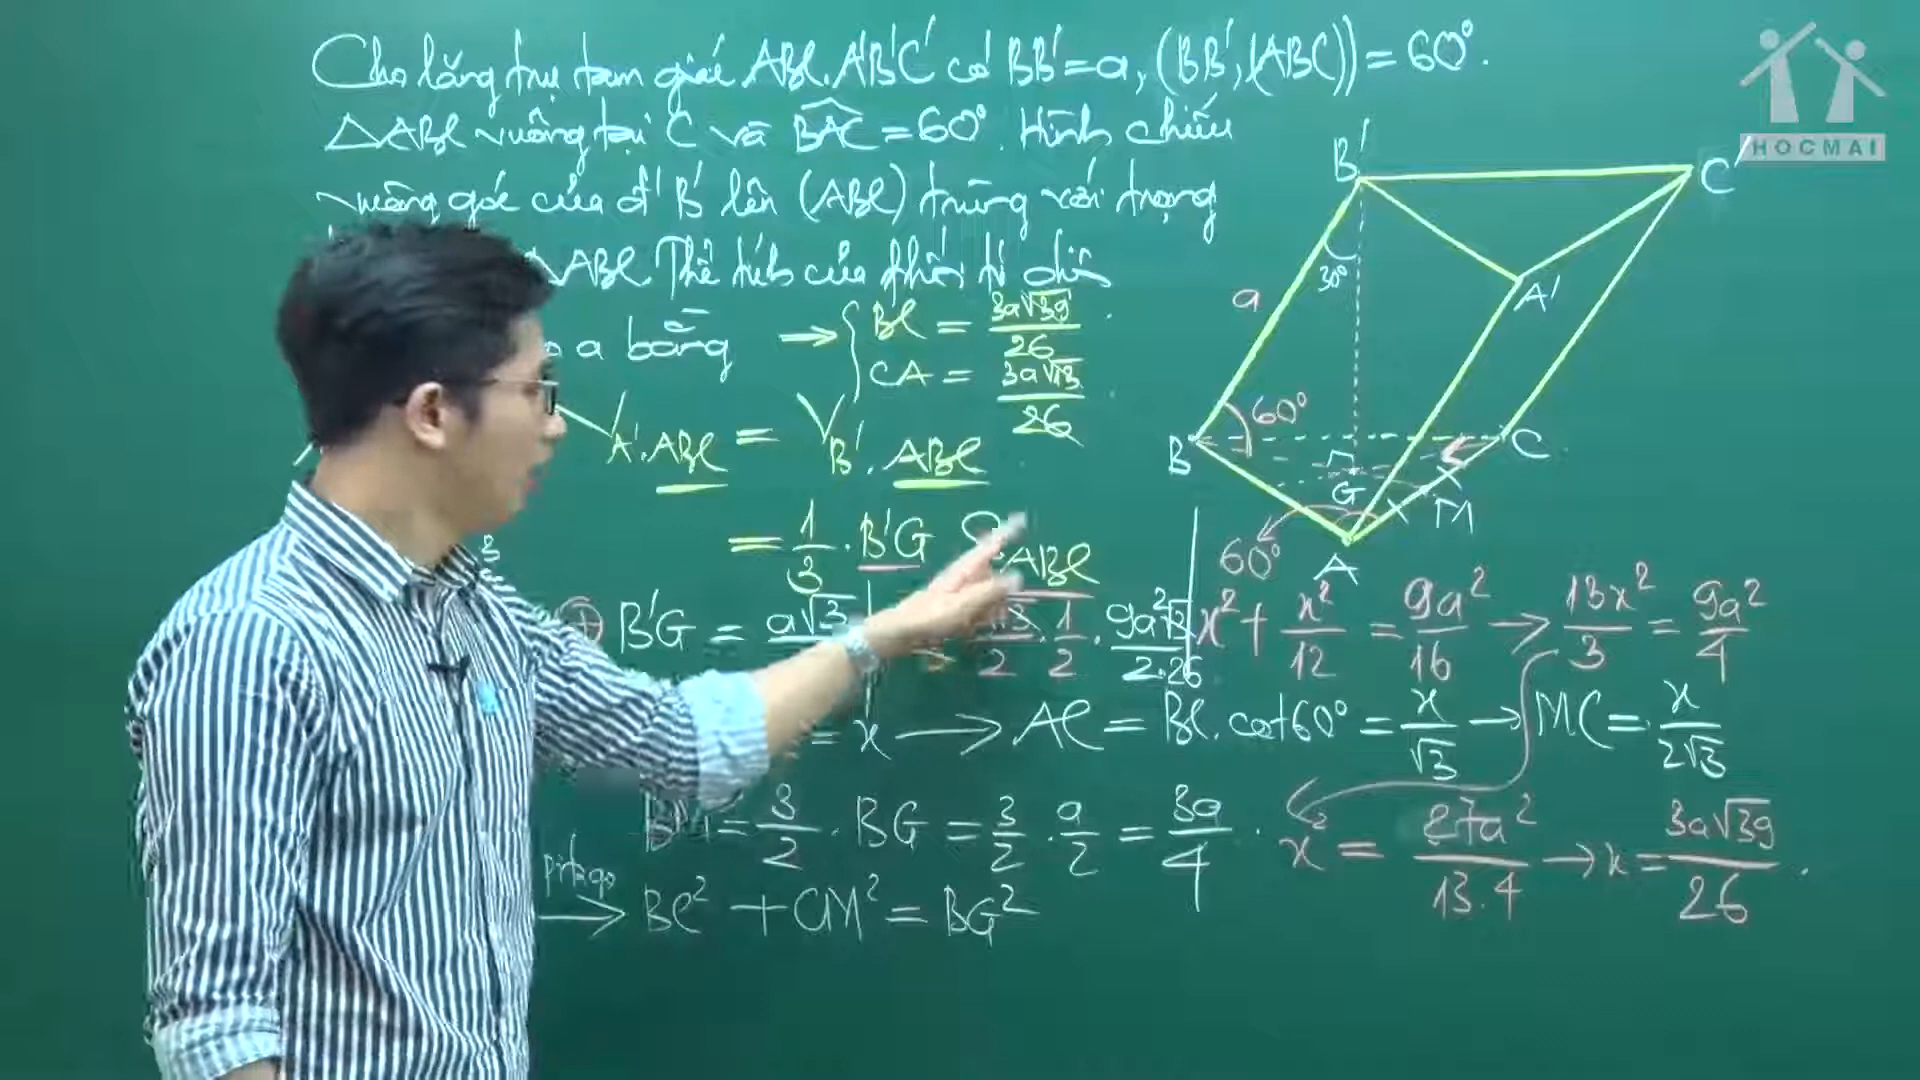 Cho lăng trụ tam giác ABC.A'B'C' có BB' = a, (BB', (ABC)) = 60°.
△ABC vuông tại C và BAC = 60°. Hình chiếu
vuông góc của đ' B' lên (ABC) trùng với trọng
△ABC. Thể tích của khối tứ diện
a bằng → { BC = 3a√39/26 .
CA = 3a√13/26
A'.ABC = V B'.ABC
= 1/3 . B'G . S ABC
B'G = a√3
1/2 . 9a²√3/2.26
x² + x²/12 = 9a²/16 → 13x²/3 = 9a²/4
= x → AC = BC.cot60° = x/√3 → MC = x/2√3
BM = 3/2 . BG = 3/2 . a/2 = 3a/4 .
x² = 27a²/13.4 → x = 3a√39/26 .
pitago → BC² + CM² = BG²
B'
C'
A'
30°
a
60°
B
C
G
M
60°
A
HOCMAI